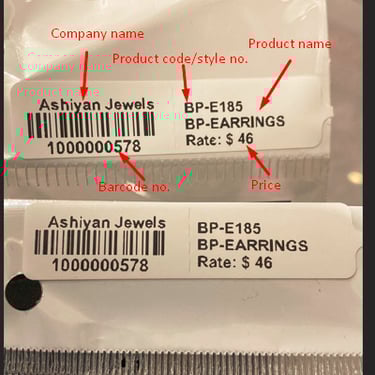 Company name
Product code/style no.
Product name
Ashiyan Jewels
BP-E185
BP-EARRINGS
1000000578
Rate: $ 46
Barcode no.
Price
Ashiyan Jewels
BP-E185
BP-EARRINGS
1000000578
Rate: $ 46